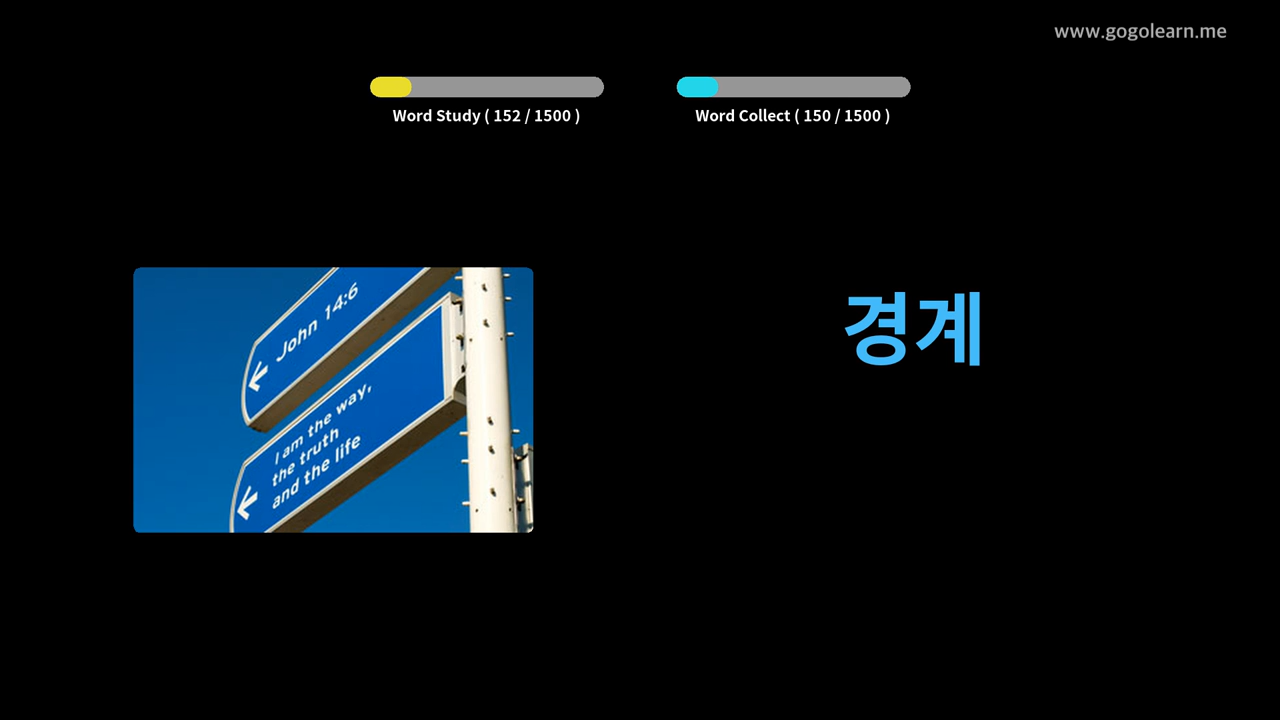 www.gogolearn.me
Word Study ( 152 / 1500 )
Word Collect ( 150 / 1500 )
John 14:6
I am the way,
the truth
and the life
경계